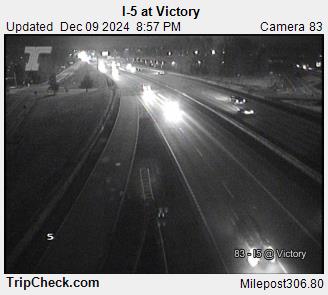 I-5 at Victory
Updated Dec 09 2024 8:57 PM Camera 83
T
S
83 - I5 @ Victory
TripCheck.com Milepost306.80